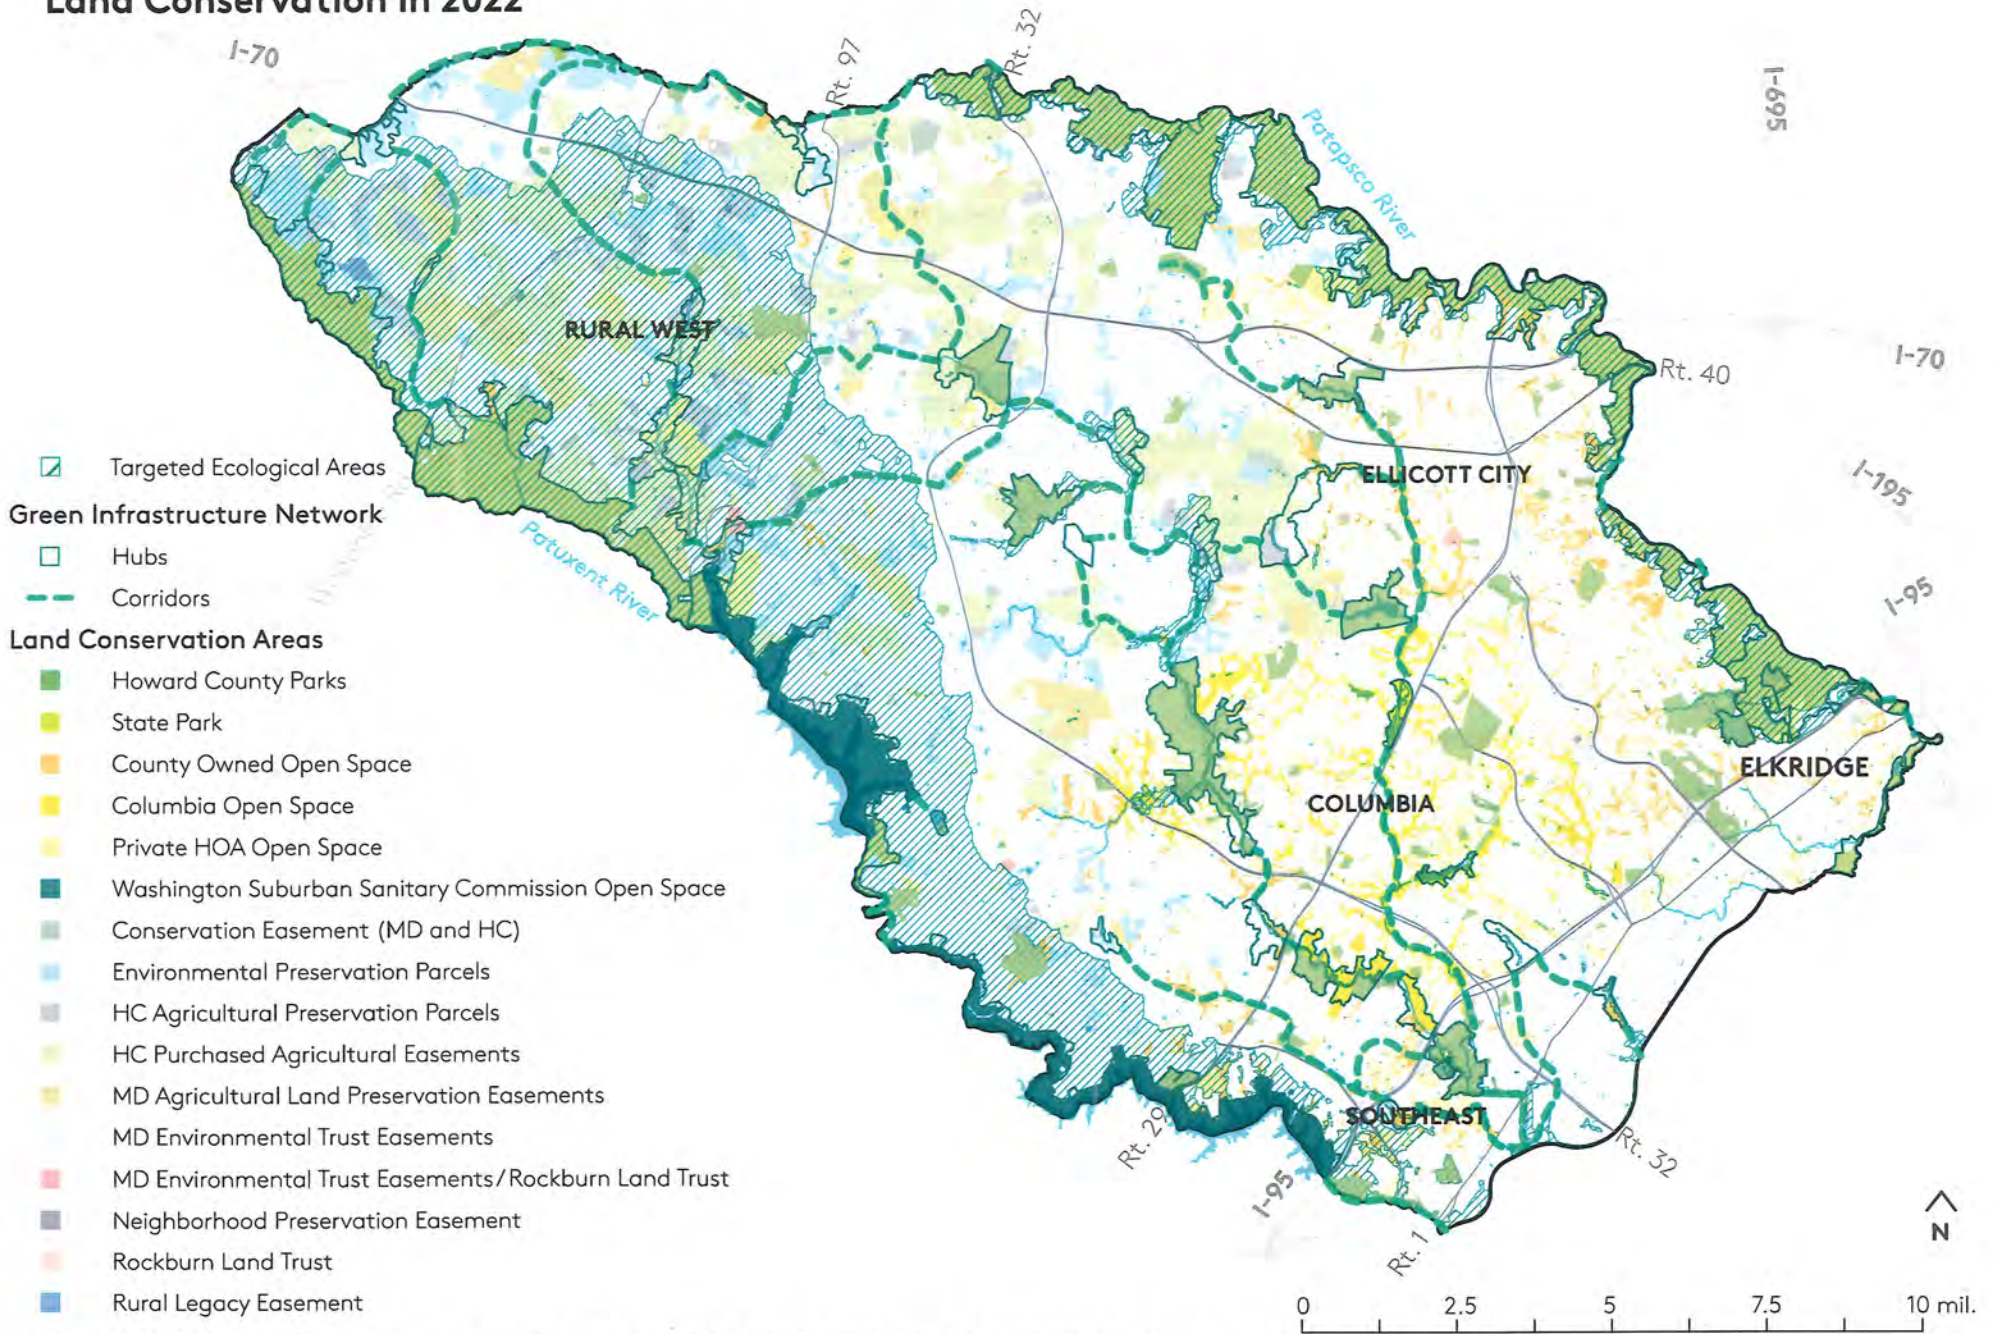 Land Conservation in 2022
I-70
Rt. 97
Rt. 32
I-695
Patapsco River
RURAL WEST
I-70
Rt. 40
ELLICOTT CITY
I-195
Patuxent River
I-95
ELKRIDGE
COLUMBIA
SOUTHEAST
Rt. 29
Rt. 32
I-95
Rt. 1
N
Targeted Ecological Areas
Green Infrastructure Network
Hubs
Corridors
Land Conservation Areas
Howard County Parks
State Park
County Owned Open Space
Columbia Open Space
Private HOA Open Space
Washington Suburban Sanitary Commission Open Space
Conservation Easement (MD and HC)
Environmental Preservation Parcels
HC Agricultural Preservation Parcels
HC Purchased Agricultural Easements
MD Agricultural Land Preservation Easements
MD Environmental Trust Easements
MD Environmental Trust Easements/Rockburn Land Trust
Neighborhood Preservation Easement
Rockburn Land Trust
Rural Legacy Easement
0 2.5 5 7.5 10 mil.